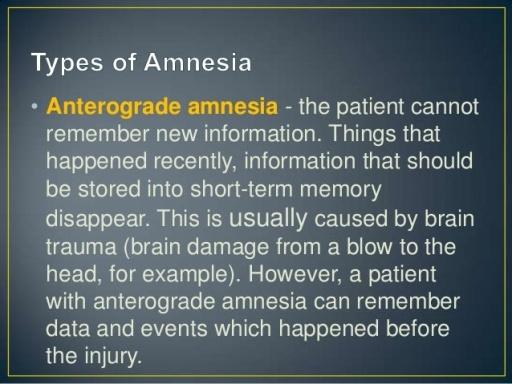 Types of Amnesia
• Anterograde amnesia - the patient cannot
remember new information. Things that
happened recently, information that should
be stored into short-term memory
disappear. This is usually caused by brain
trauma (brain damage from a blow to the
head, for example). However, a patient
with anterograde amnesia can remember
data and events which happened before
the injury.